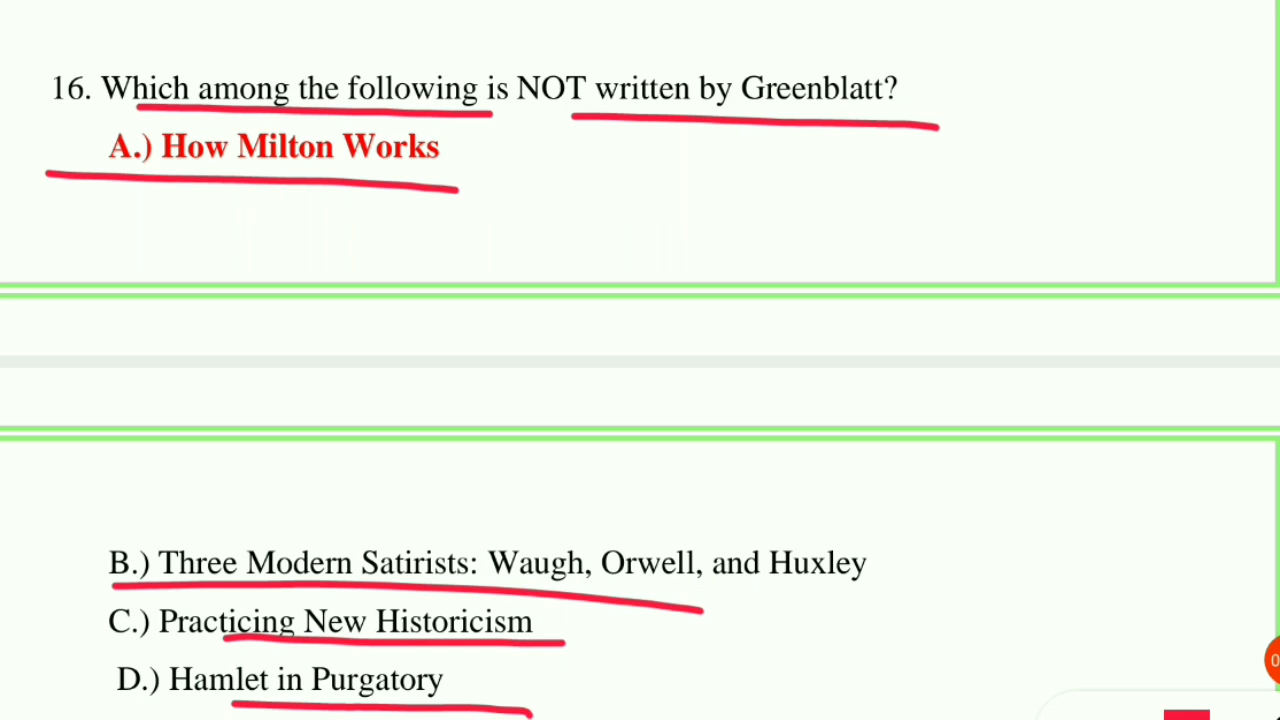 16. Which among the following is NOT written by Greenblatt?
A.) How Milton Works
B.) Three Modern Satirists: Waugh, Orwell, and Huxley
C.) Practicing New Historicism
D.) Hamlet in Purgatory
0